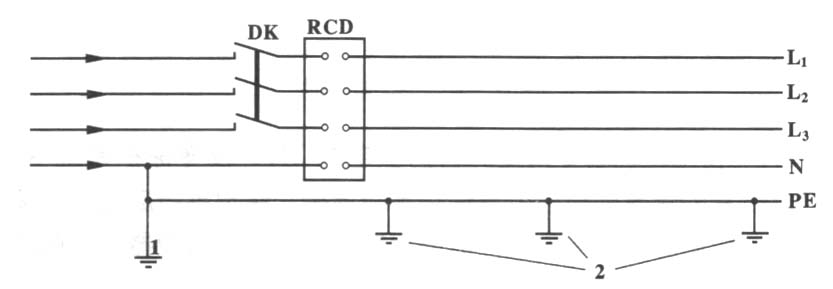 DK
RCD
L₁
L₂
L₃
N
PE
1
2